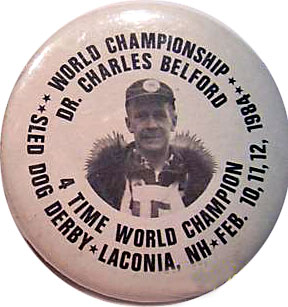 WORLD CHAMPIONSHIP
★★SLED DOG DERBY★LACONIA, NH★FEB. 10,11,12, 1984★★
DR. CHARLES BELFORD
4 TIME WORLD CHAMPION